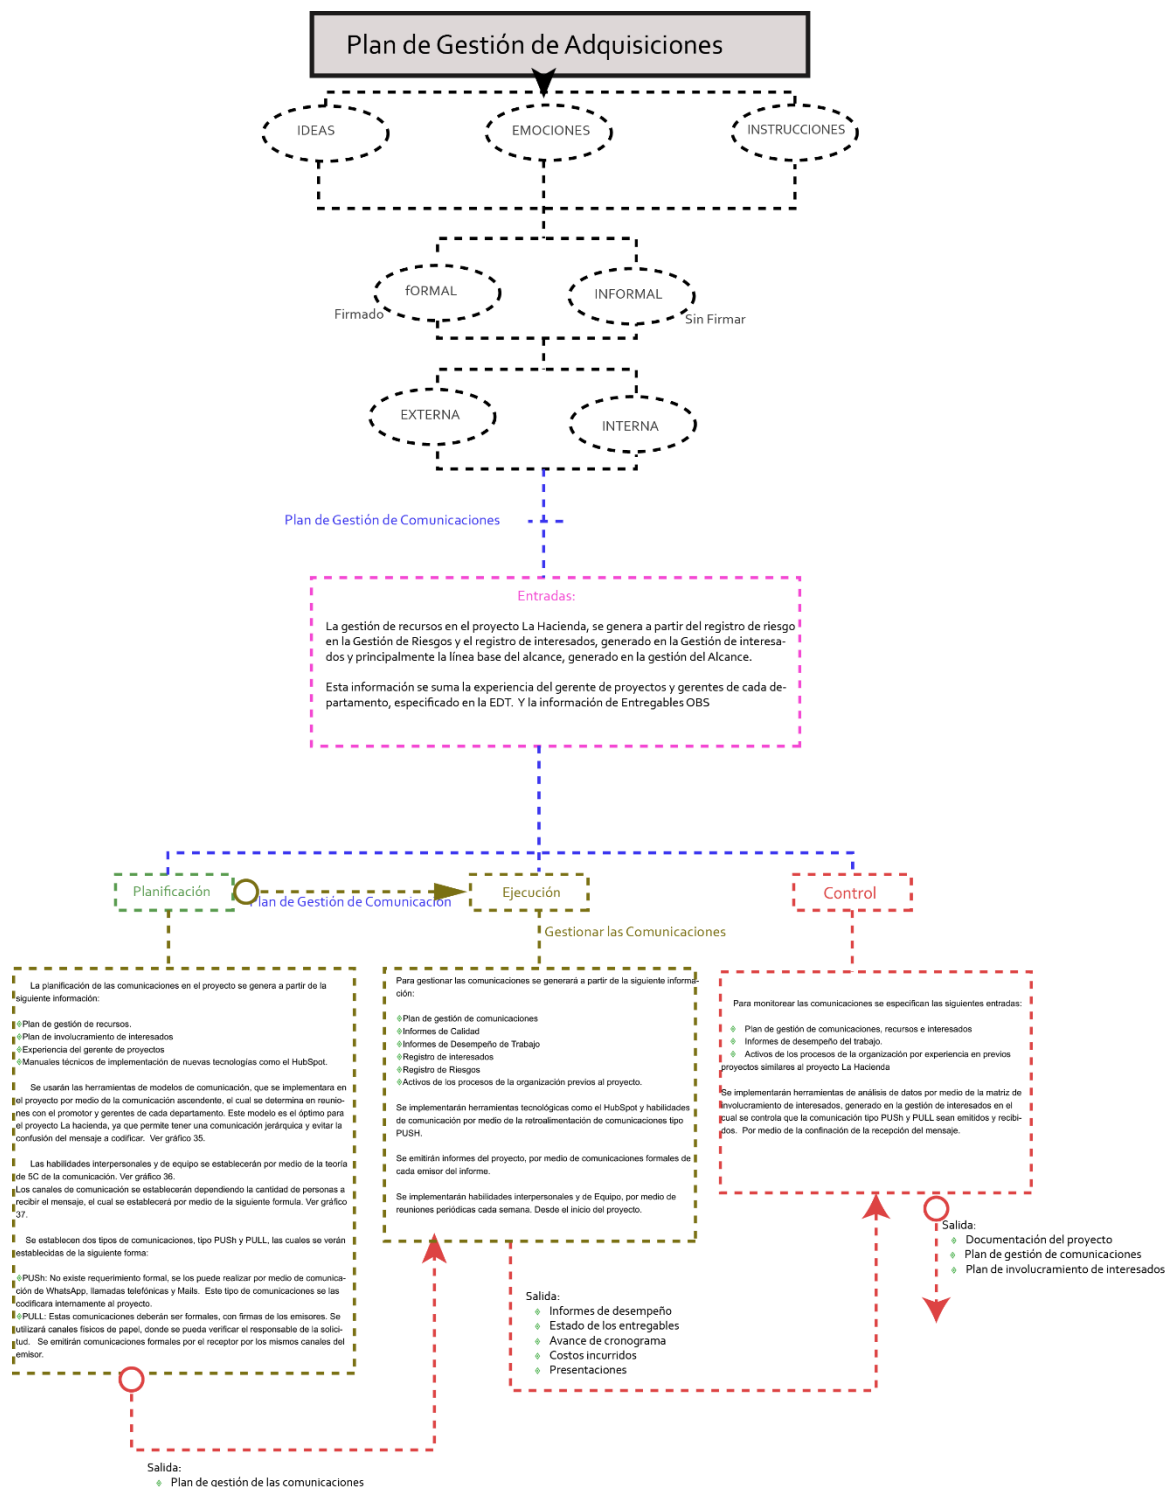 Plan de Gestión de Adquisiciones
IDEAS
EMOCIONES
INSTRUCCIONES
fORMAL
INFORMAL
Firmado
Sin Firmar
EXTERNA
INTERNA
Plan de Gestión de Comunicaciones
Entradas:
La gestión de recursos en el proyecto La Hacienda, se genera a partir del registro de riesgo
en la Gestión de Riesgos y el registro de interesados, generado en la Gestión de interesa-
dos y principalmente la línea base del alcance, generado en la gestión del Alcance.
Esta información se suma la experiencia del gerente de proyectos y gerentes de cada de-
partamento, especificado en la EDT. Y la información de Entregables OBS
Planificación
Plan de Gestión de Comunicación
Ejecución
Control
Gestionar las Comunicaciones
La planificación de las comunicaciones en el proyecto se genera a partir de la
siguiente información:
Plan de gestión de recursos.
Plan de involucramiento de interesados
Experiencia del gerente de proyectos
Manuales técnicos de implementación de nuevas tecnologías como el HubSpot.
Se usarán las herramientas de modelos de comunicación, que se implementara en
el proyecto por medio de la comunicación ascendente, el cual se determina en reunio-
nes con el promotor y gerentes de cada departamento. Este modelo es el óptimo para
el proyecto La hacienda, ya que permite tener una comunicación jerárquica y evitar la
confusión del mensaje a codificar. Ver gráfico 35.
Las habilidades interpersonales y de equipo se establecerán por medio de la teoría
de 5C de la comunicación. Ver gráfico 36.
Los canales de comunicación se establecerán dependiendo la cantidad de personas a
recibir el mensaje, el cual se establecerá por medio de la siguiente formula. Ver gráfico
37.
Se establecen dos tipos de comunicaciones, tipo PUSh y PULL, las cuales se verán
establecidas de la siguiente forma:
PUSh: No existe requerimiento formal, se los puede realizar por medio de comunica-
ción de WhatsApp, llamadas telefónicas y Mails. Este tipo de comunicaciones se las
codificara internamente al proyecto.
PULL: Estas comunicaciones deberán ser formales, con firmas de los emisores. Se
utilizará canales físicos de papel, donde se pueda verificar el responsable de la solici-
tud. Se emitirán comunicaciones formales por el receptor por los mismos canales del
emisor.
Para gestionar las comunicaciones se generará a partir de la siguiente informa-
ción:
Plan de gestión de comunicaciones
Informes de Calidad
Informes de Desempeño de Trabajo
Registro de interesados
Registro de Riesgos
Activos de los procesos de la organización previos al proyecto.
Se implementarán herramientas tecnológicas como el HubSpot y habilidades
de comunicación por medio de la retroalimentación de comunicaciones tipo
PUSH.
Se emitirán informes del proyecto, por medio de comunicaciones formales de
cada emisor del informe.
Se implementarán habilidades interpersonales y de Equipo, por medio de
reuniones periódicas cada semana. Desde el inicio del proyecto.
Para monitorear las comunicaciones se especifican las siguientes entradas:
Plan de gestión de comunicaciones, recursos e interesados
Informes de desempeño del trabajo.
Activos de los procesos de la organización por experiencia en previos
proyectos similares al proyecto La Hacienda
Se implementarán herramientas de análisis de datos por medio de la matriz de
involucramiento de interesados, generado en la gestión de interesados en el
cual se controla que la comunicación tipo PUSh y PULL sean emitidos y recibi-
dos. Por medio de la confinación de la recepción del mensaje.
Salida:
Documentación del proyecto
Plan de gestión de comunicaciones
Plan de involucramiento de interesados
Salida:
Informes de desempeño
Estado de los entregables
Avance de cronograma
Costos incurridos
Presentaciones
Salida:
Plan de gestión de las comunicaciones